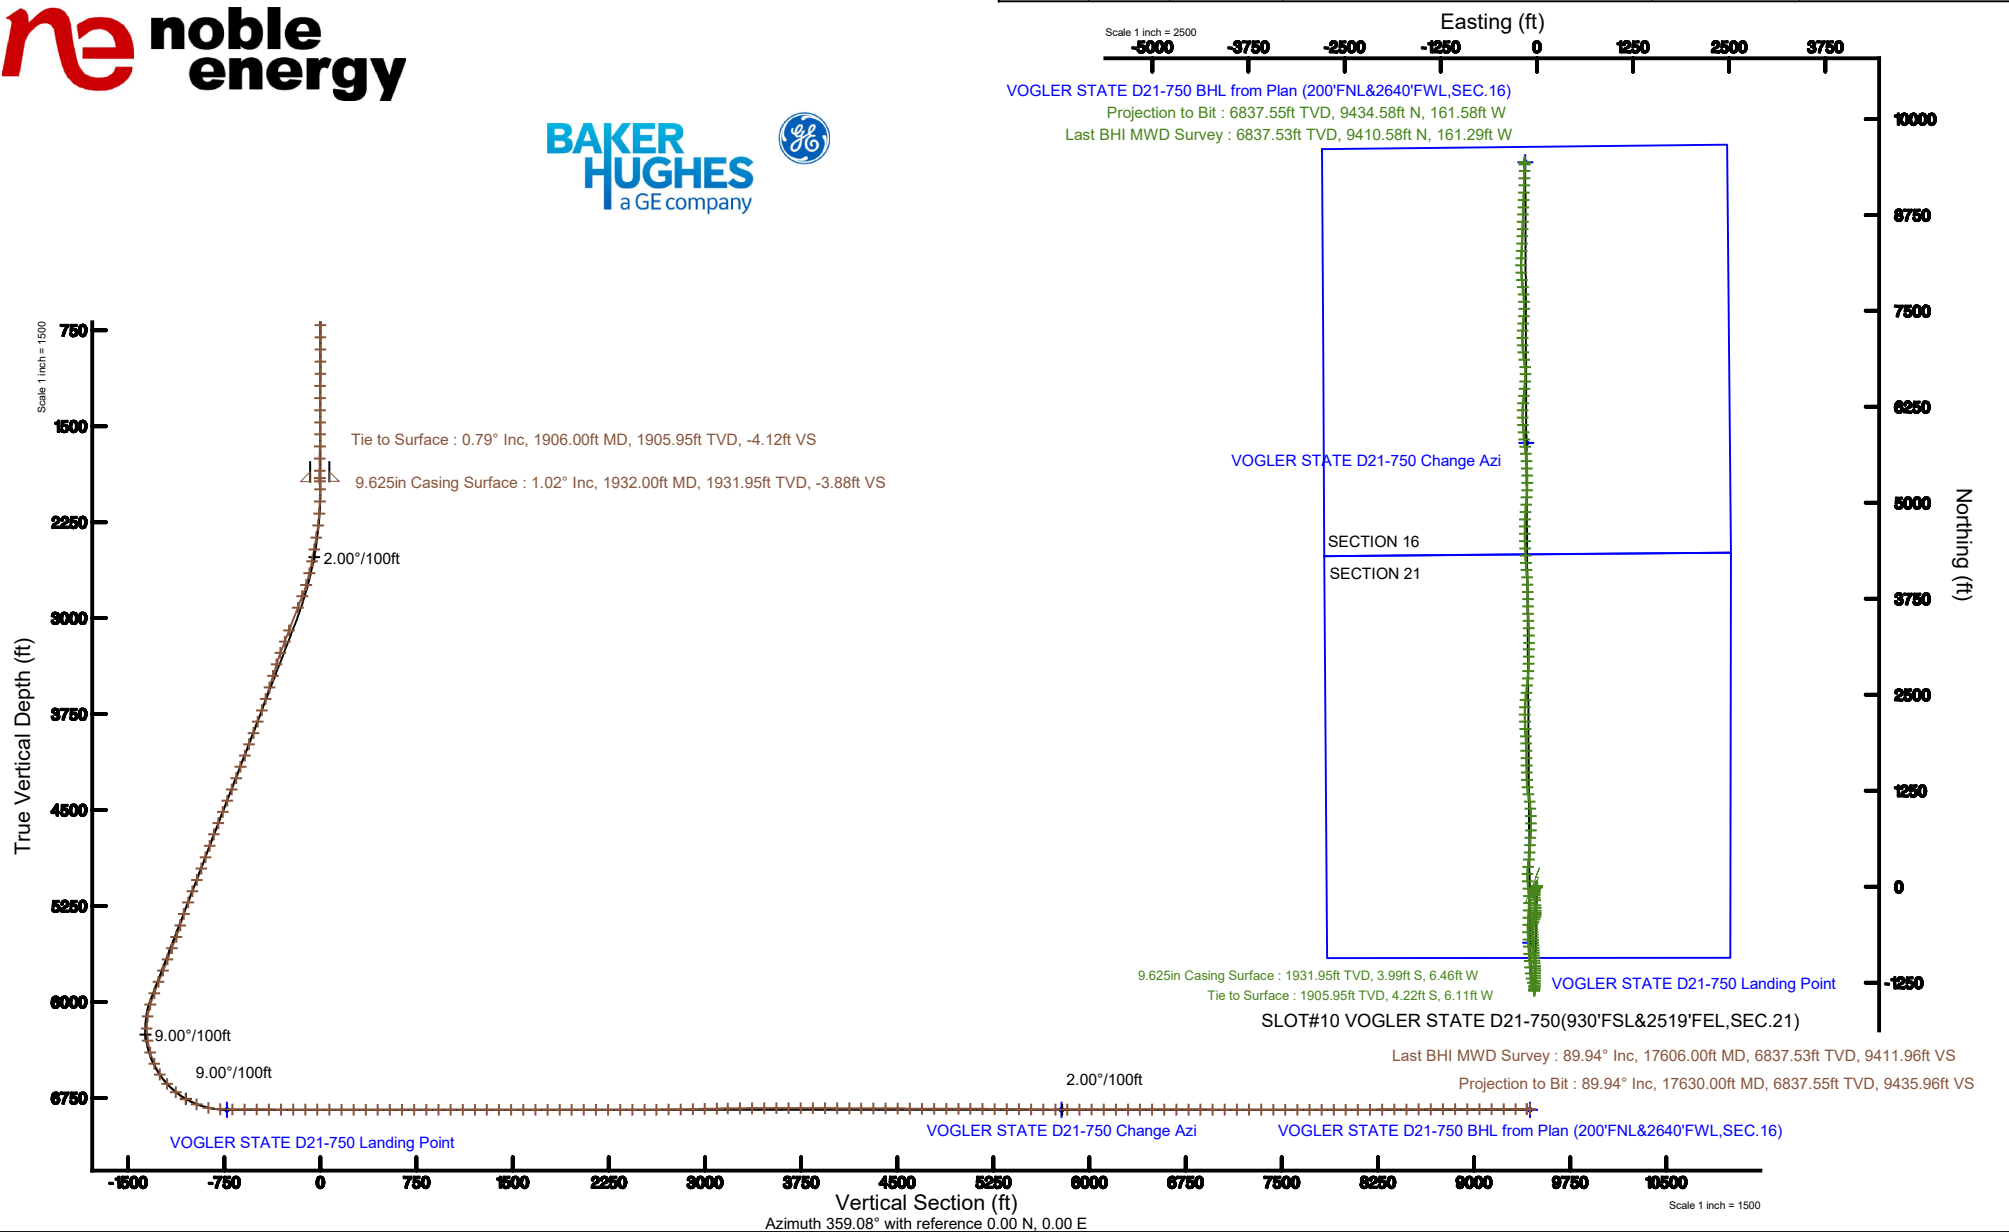 noble
energy
BAKER
HUGHES
a GE company
GE
Scale 1 inch = 2500
Easting (ft)
-5000 -3750 -2500 -1250 0 1250 2500 3750
VOGLER STATE D21-750 BHL from Plan (200'FNL&2640'FWL,SEC.16)
Projection to Bit : 6837.55ft TVD, 9434.58ft N, 161.58ft W
Last BHI MWD Survey : 6837.53ft TVD, 9410.58ft N, 161.29ft W
10000
8750
7500
6250
5000
3750
2500
1250
0
-1250
Northing (ft)
VOGLER STATE D21-750 Change Azi
SECTION 16
SECTION 21
9.625in Casing Surface : 1931.95ft TVD, 3.99ft S, 6.46ft W
Tie to Surface : 1905.95ft TVD, 4.22ft S, 6.11ft W
VOGLER STATE D21-750 Landing Point
SLOT#10 VOGLER STATE D21-750(930'FSL&2519'FEL,SEC.21)
Scale 1 inch = 1500
True Vertical Depth (ft)
750
1500
2250
3000
3750
4500
5250
6000
6750
Tie to Surface : 0.79° Inc, 1906.00ft MD, 1905.95ft TVD, -4.12ft VS
9.625in Casing Surface : 1.02° Inc, 1932.00ft MD, 1931.95ft TVD, -3.88ft VS
2.00°/100ft
9.00°/100ft
9.00°/100ft
2.00°/100ft
Last BHI MWD Survey : 89.94° Inc, 17606.00ft MD, 6837.53ft TVD, 9411.96ft VS
Projection to Bit : 89.94° Inc, 17630.00ft MD, 6837.55ft TVD, 9435.96ft VS
VOGLER STATE D21-750 Landing Point
VOGLER STATE D21-750 Change Azi
VOGLER STATE D21-750 BHL from Plan (200'FNL&2640'FWL,SEC.16)
-1500 -750 0 750 1500 2250 3000 3750 4500 5250 6000 6750 7500 8250 9000 9750 10500
Vertical Section (ft)
Scale 1 inch = 1500
Azimuth 359.08° with reference 0.00 N, 0.00 E